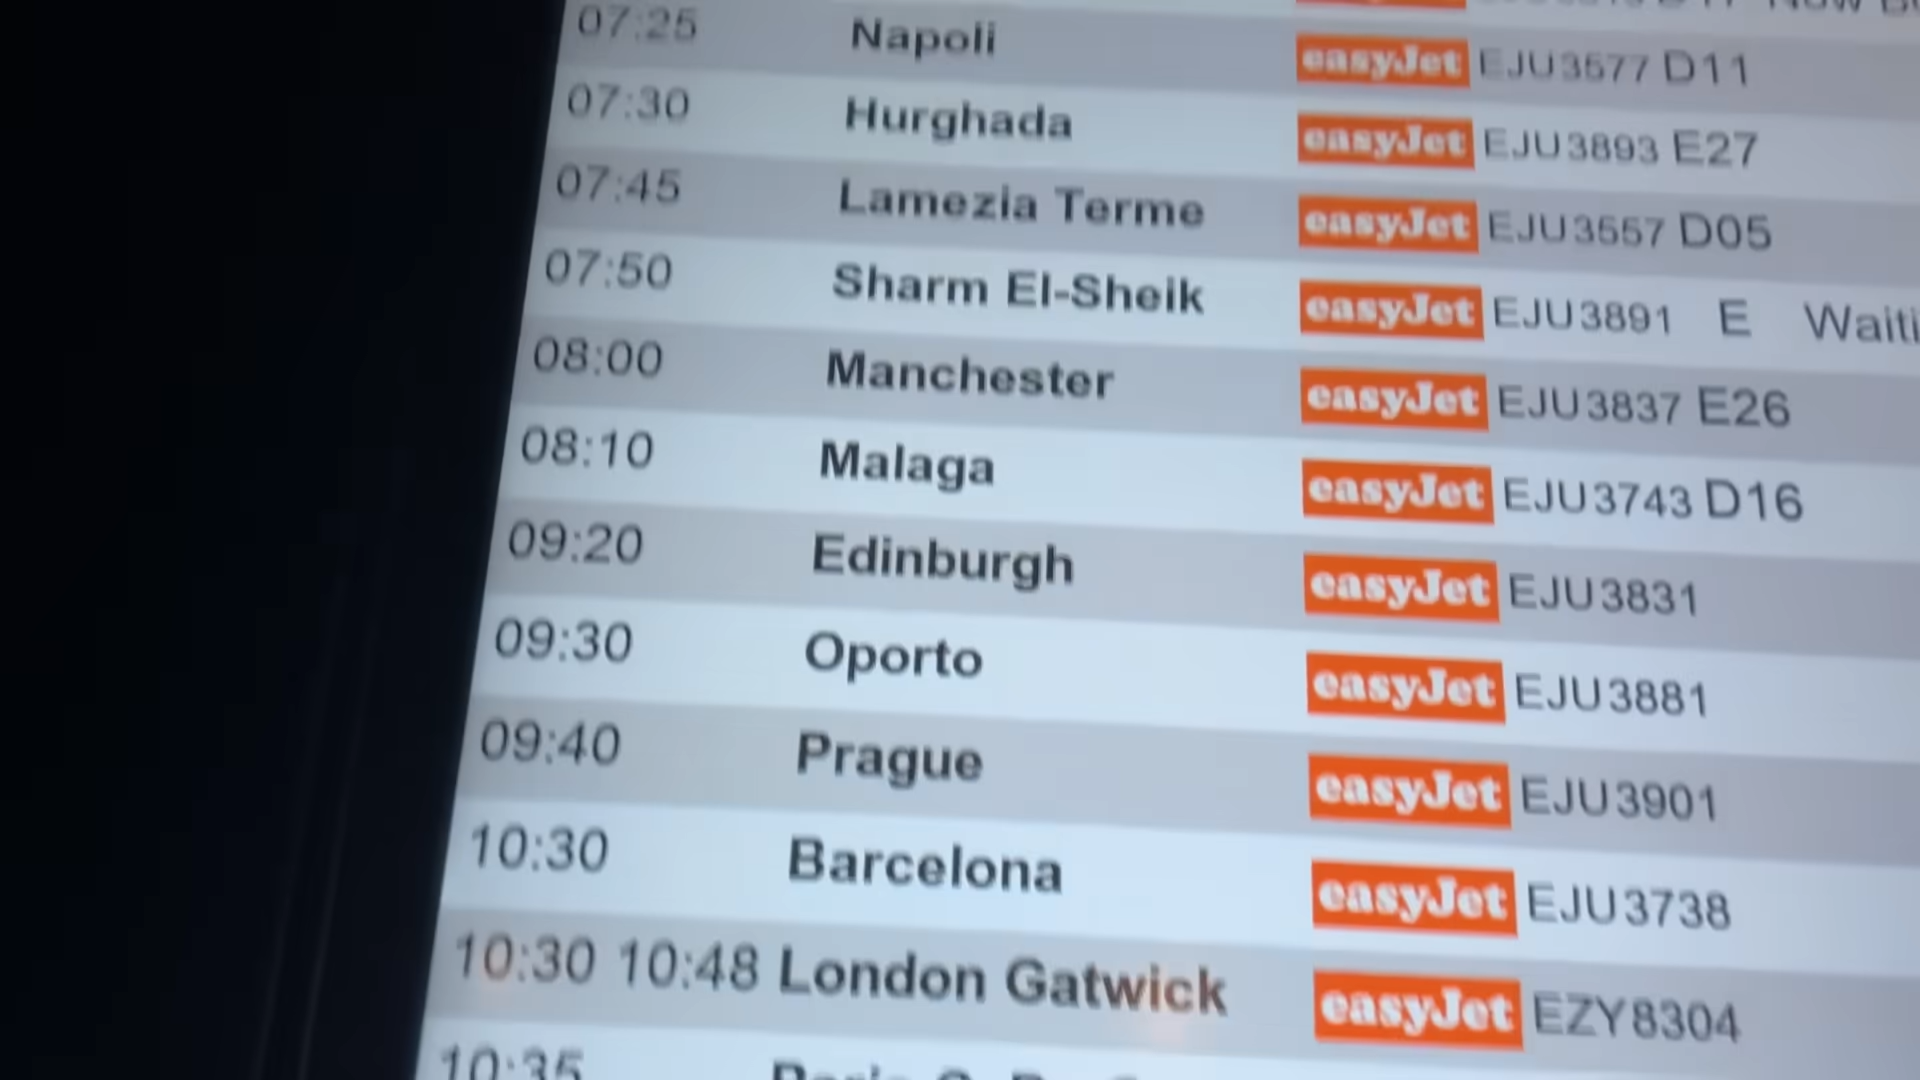 07:25 Napoli easyJet EJU3577 D11
07:30 Hurghada easyJet EJU3893 E27
07:45 Lamezia Terme easyJet EJU3557 D05
07:50 Sharm El-Sheik easyJet EJU3891 E Waiti
08:00 Manchester easyJet EJU3837 E26
08:10 Malaga easyJet EJU3743 D16
09:20 Edinburgh easyJet EJU3831
09:30 Oporto easyJet EJU3881
09:40 Prague easyJet EJU3901
10:30 Barcelona easyJet EJU3738
10:30 10:48 London Gatwick easyJet EZY8304
10:35